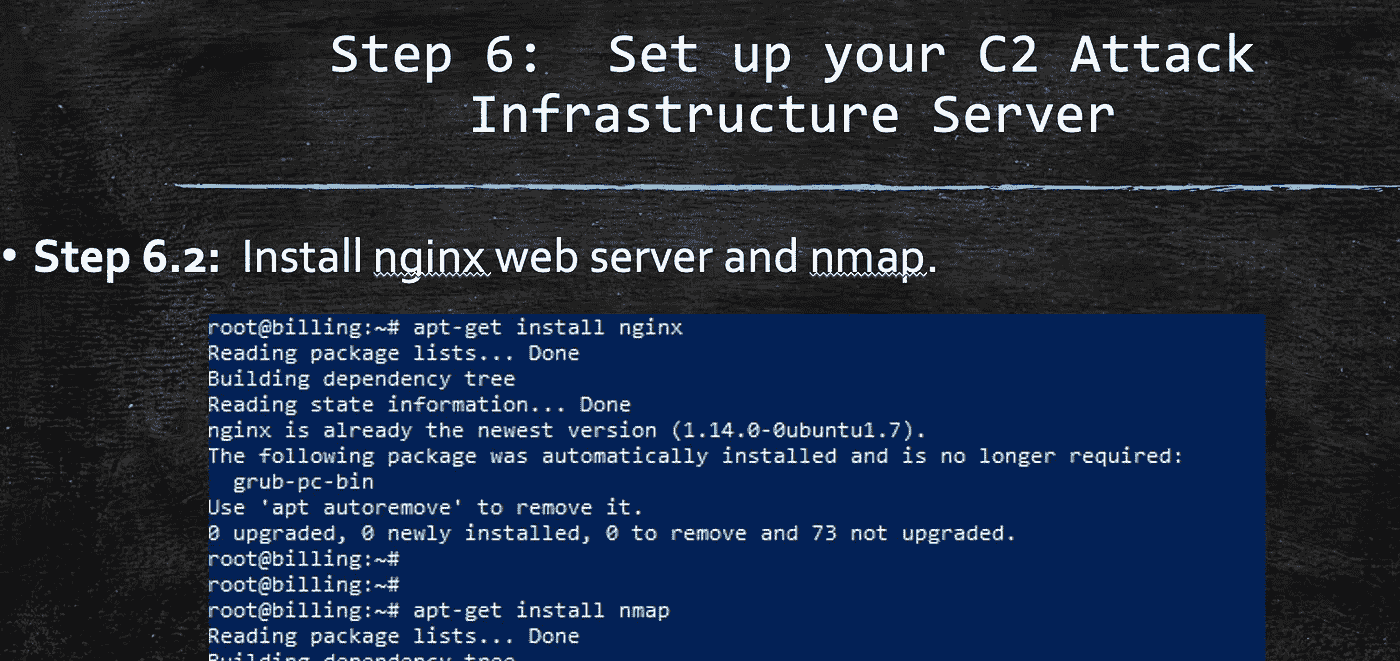 Step 6:  Set up your C2 Attack
Infrastructure Server
• Step 6.2:  Install nginx web server and nmap.
root@billing:~# apt-get install nginx
Reading package lists... Done
Building dependency tree
Reading state information... Done
nginx is already the newest version (1.14.0-0ubuntu1.7).
The following package was automatically installed and is no longer required:
  grub-pc-bin
Use 'apt autoremove' to remove it.
0 upgraded, 0 newly installed, 0 to remove and 73 not upgraded.
root@billing:~#
root@billing:~#
root@billing:~# apt-get install nmap
Reading package lists... Done
Building dependency tree